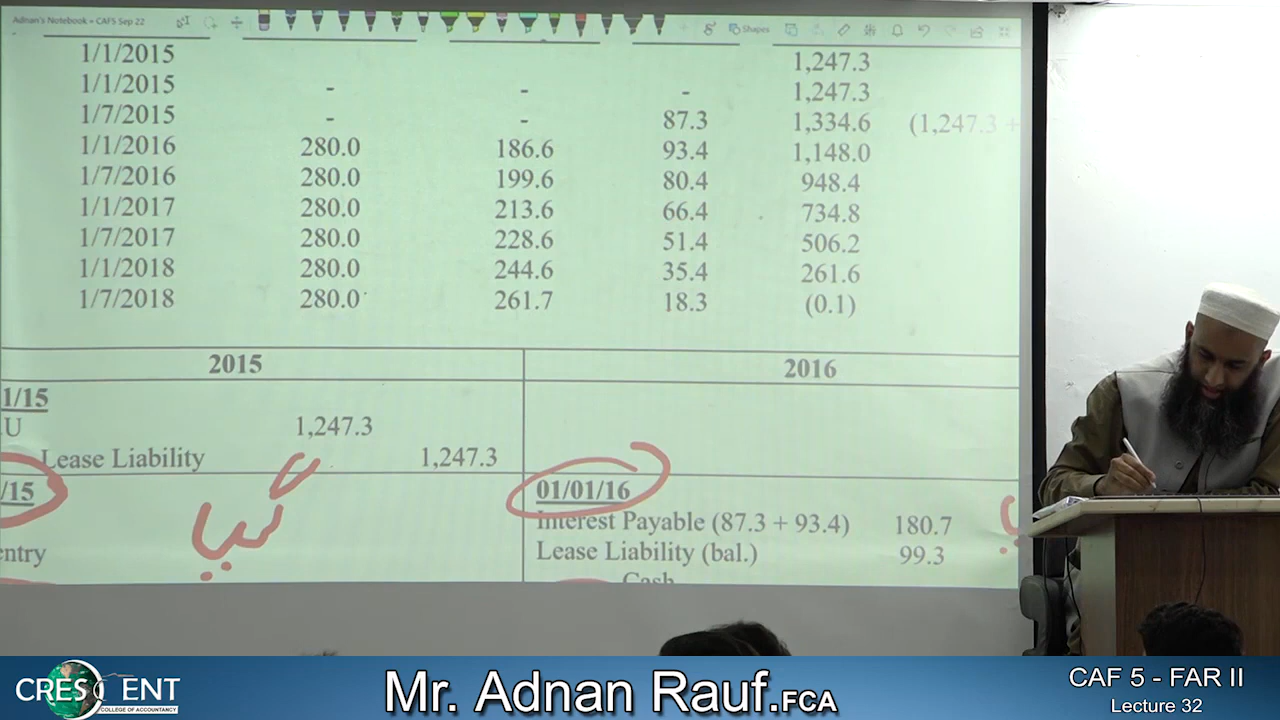 Adnan's Notebook » CAF5 Sep 22 Shapes
1/1/2015 1,247.3
1/1/2015 - - - 1,247.3
1/7/2015 - - 87.3 1,334.6 (1,247.3 +
1/1/2016 280.0 186.6 93.4 1,148.0
1/7/2016 280.0 199.6 80.4 948.4
1/1/2017 280.0 213.6 66.4 734.8
1/7/2017 280.0 228.6 51.4 506.2
1/1/2018 280.0 244.6 35.4 261.6
1/7/2018 280.0 261.7 18.3 (0.1)
2015 2016
1/15
U 1,247.3
Lease Liability 1,247.3
/15 01/01/16
Interest Payable (87.3 + 93.4) 180.7
entry Lease Liability (bal.) 99.3
Cash
CRESCENT
COLLEGE OF ACCOUNTANCY
Mr. Adnan Rauf.FCA
CAF 5 - FAR II
Lecture 32